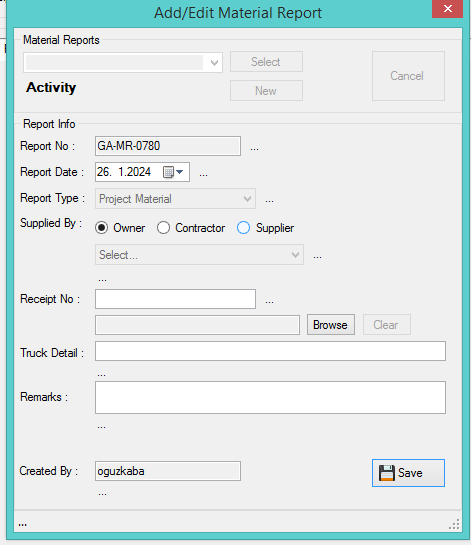 Add/Edit Material Report
Material Reports
Select
Cancel
Activity
New
Report Info
Report No : GA-MR-0780 ...
Report Date : 26. 1.2024 ...
Report Type : Project Material ...
Supplied By : Owner Contractor Supplier
Select... ...
...
Receipt No : ...
Browse Clear
Truck Detail :
...
Remarks :
...
Created By : oguzkaba Save
...
...